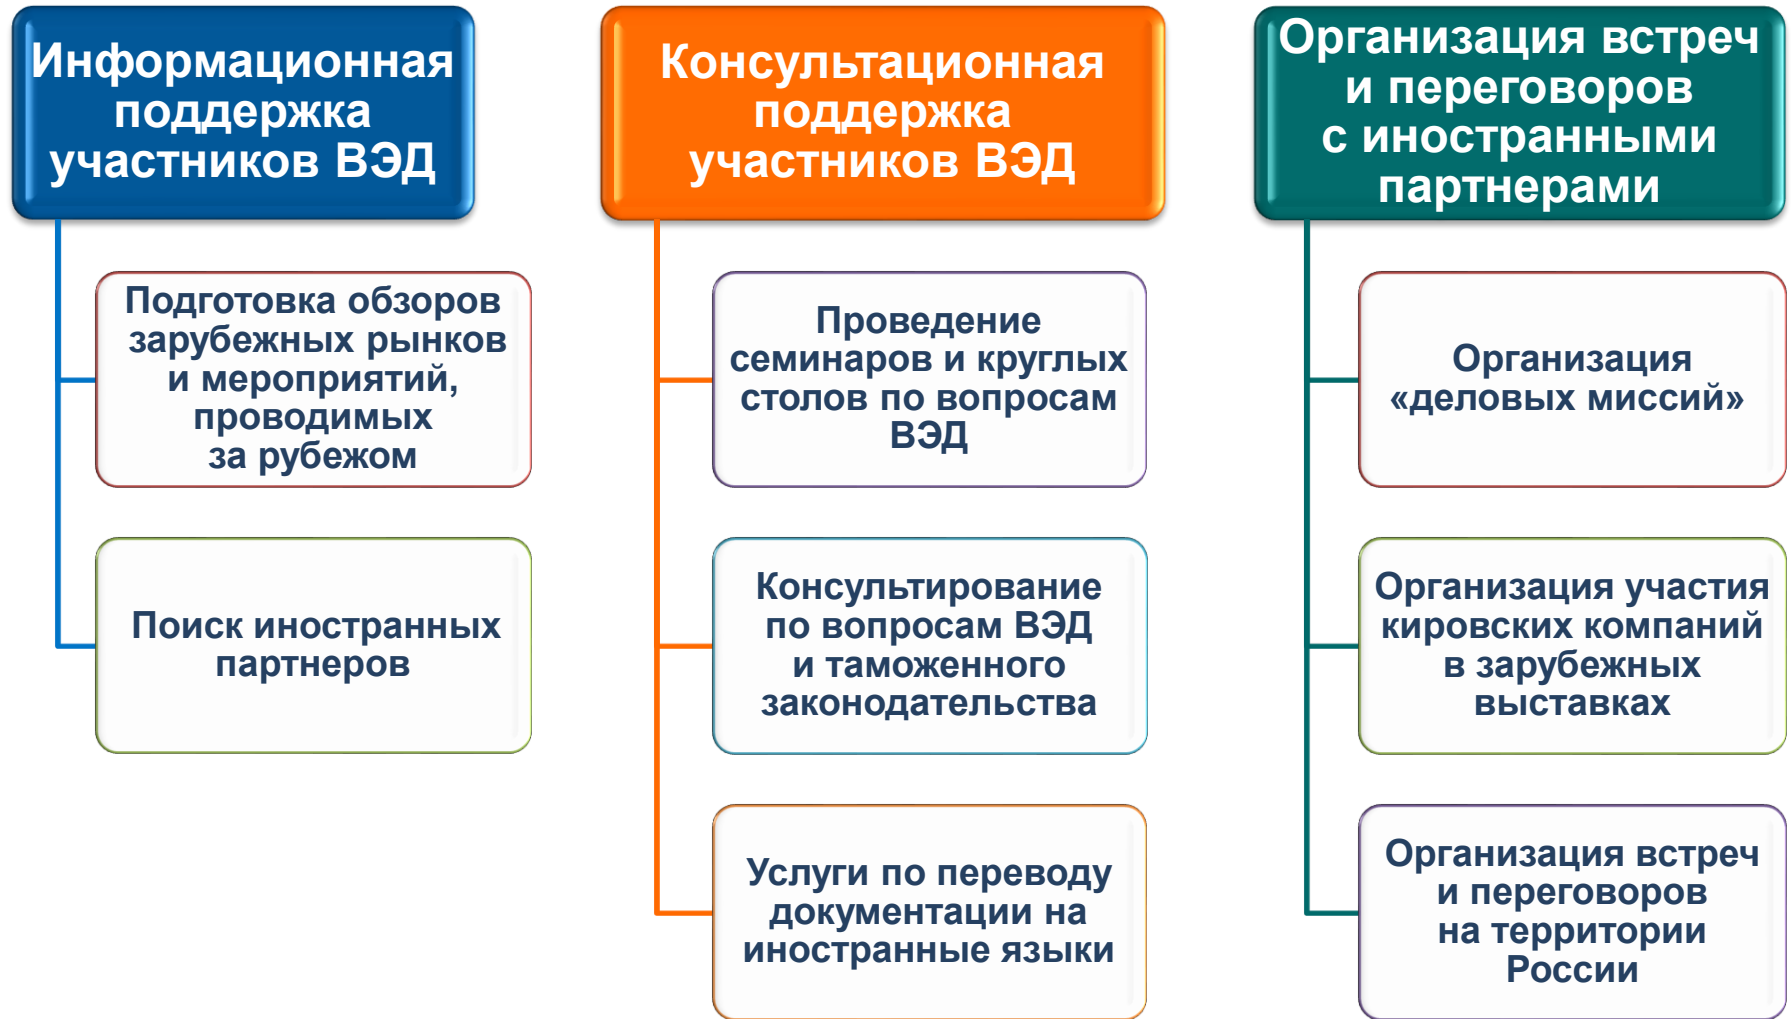 Информационная
поддержка
участников ВЭД
Подготовка обзоров
зарубежных рынков
и мероприятий,
проводимых
за рубежом
Поиск иностранных
партнеров
Консультационная
поддержка
участников ВЭД
Проведение
семинаров и круглых
столов по вопросам
ВЭД
Консультирование
по вопросам ВЭД
и таможенного
законодательства
Услуги по переводу
документации на
иностранные языки
Организация встреч
и переговоров
с иностранными
партнерами
Организация
«деловых миссий»
Организация участия
кировских компаний
в зарубежных
выставках
Организация встреч
и переговоров
на территории
России